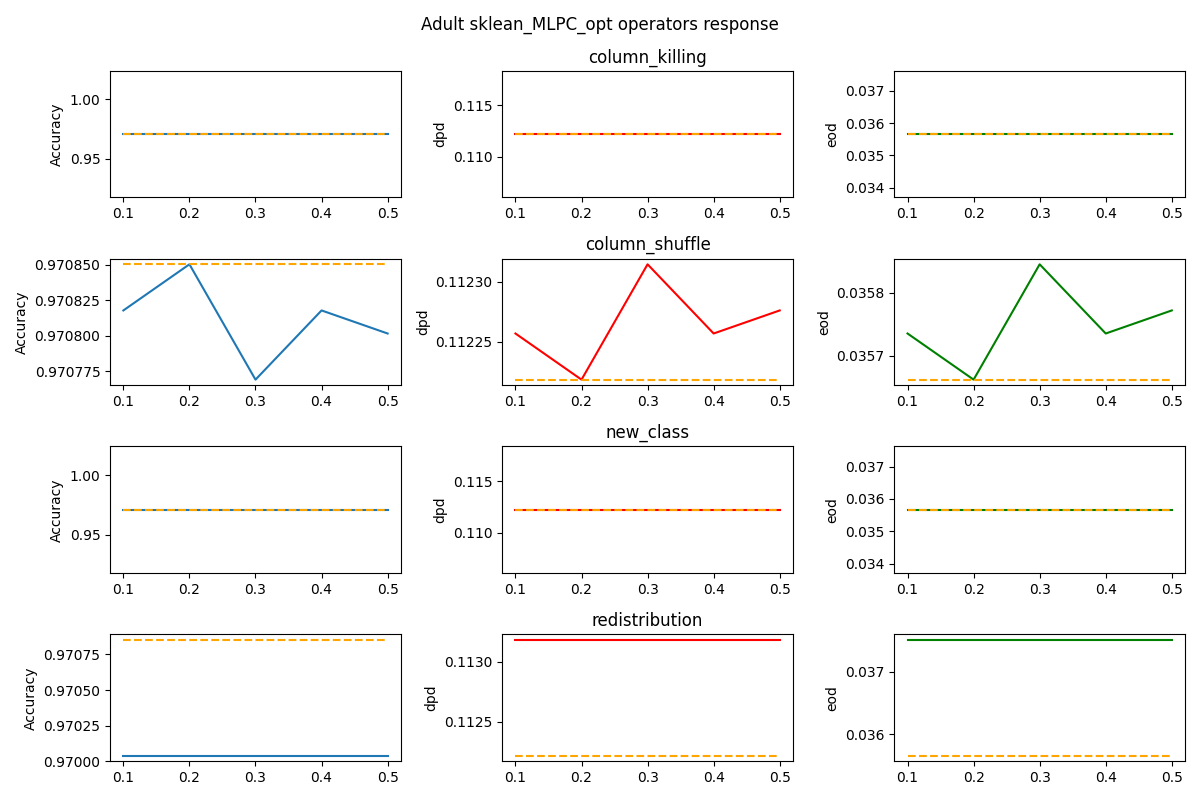 Adult sklean_MLPC_opt operators response
column_killing
Accuracy
1.00
0.95
0.1 0.2 0.3 0.4 0.5
dpd
0.115
0.110
0.1 0.2 0.3 0.4 0.5
eod
0.037
0.036
0.035
0.034
0.1 0.2 0.3 0.4 0.5
column_shuffle
Accuracy
0.970850
0.970825
0.970800
0.970775
0.1 0.2 0.3 0.4 0.5
dpd
0.11230
0.11225
0.1 0.2 0.3 0.4 0.5
eod
0.0358
0.0357
0.1 0.2 0.3 0.4 0.5
new_class
Accuracy
1.00
0.95
0.1 0.2 0.3 0.4 0.5
dpd
0.115
0.110
0.1 0.2 0.3 0.4 0.5
eod
0.037
0.036
0.035
0.034
0.1 0.2 0.3 0.4 0.5
redistribution
Accuracy
0.97075
0.97050
0.97025
0.97000
0.1 0.2 0.3 0.4 0.5
dpd
0.1130
0.1125
0.1 0.2 0.3 0.4 0.5
eod
0.037
0.036
0.1 0.2 0.3 0.4 0.5